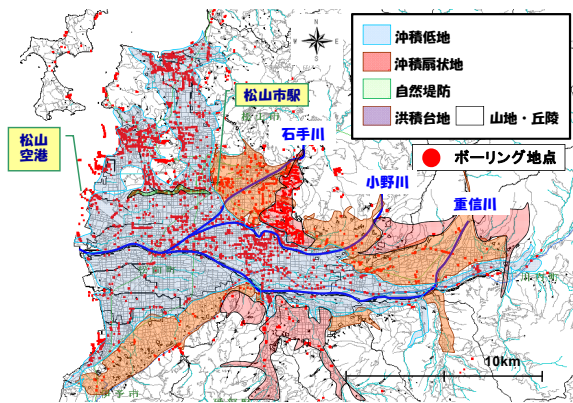 N
W
E
S
沖積低地
沖積扇状地
自然堤防
洪積台地
山地・丘陵
ボーリング地点
松山市駅
松山
空港
石手川
小野川
重信川
10km